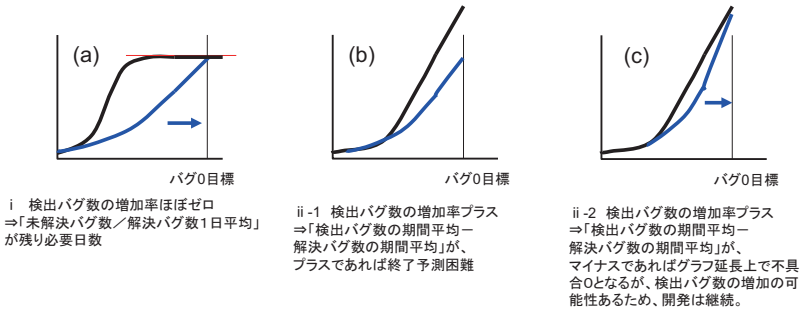 (a)
バグ0目標
ⅰ 検出バグ数の増加率ほぼゼロ
⇒「未解決バグ数／解決バグ数1日平均」
が残り必要日数
(b)
バグ0目標
ⅱ-1 検出バグ数の増加率プラス
⇒「検出バグ数の期間平均－
解決バグ数の期間平均」が、
プラスであれば終了予測困難
(c)
バグ0目標
ⅱ-2 検出バグ数の増加率プラス
⇒「検出バグ数の期間平均－
解決バグ数の期間平均」が、
マイナスであればグラフ延長上で不具
合0となるが、検出バグ数の増加の可
能性あるため、開発は継続。